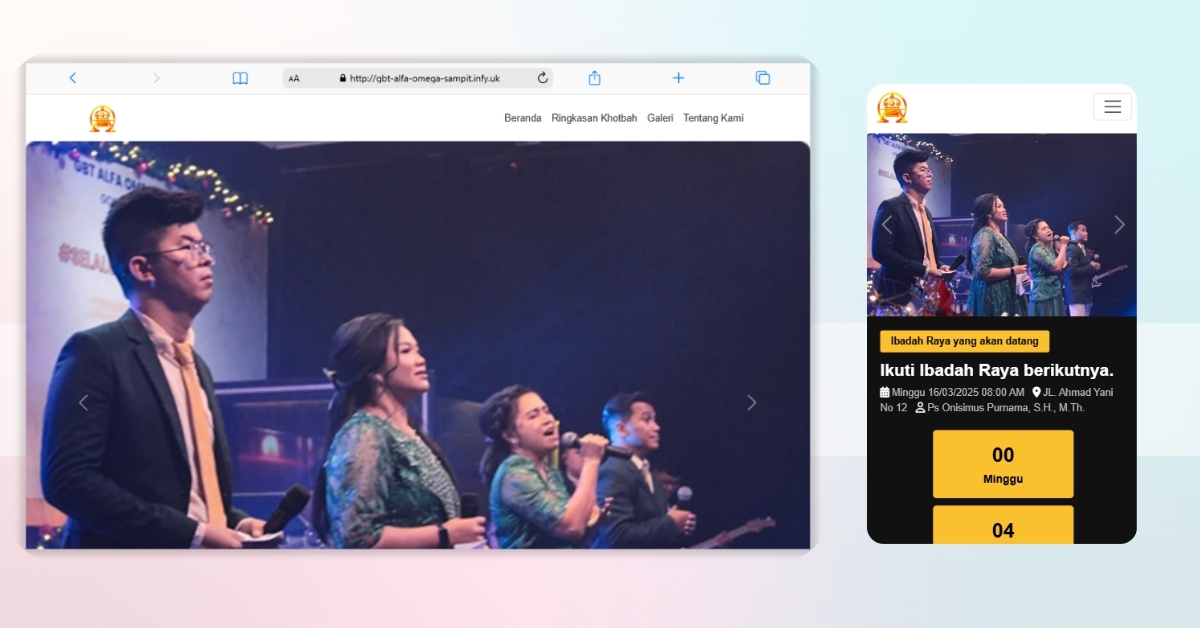 AA
http://gbt-alfa-omega-sampit.infy.uk
Beranda Ringkasan Khotbah Galeri Tentang Kami
GBT ALFA
#SELAL
Ibadah Raya yang akan datang
Ikuti Ibadah Raya berikutnya.
Minggu 16/03/2025 08:00 AM JL. Ahmad Yani
No 12 Ps Onisimus Purnama, S.H., M.Th.
00
Minggu
04